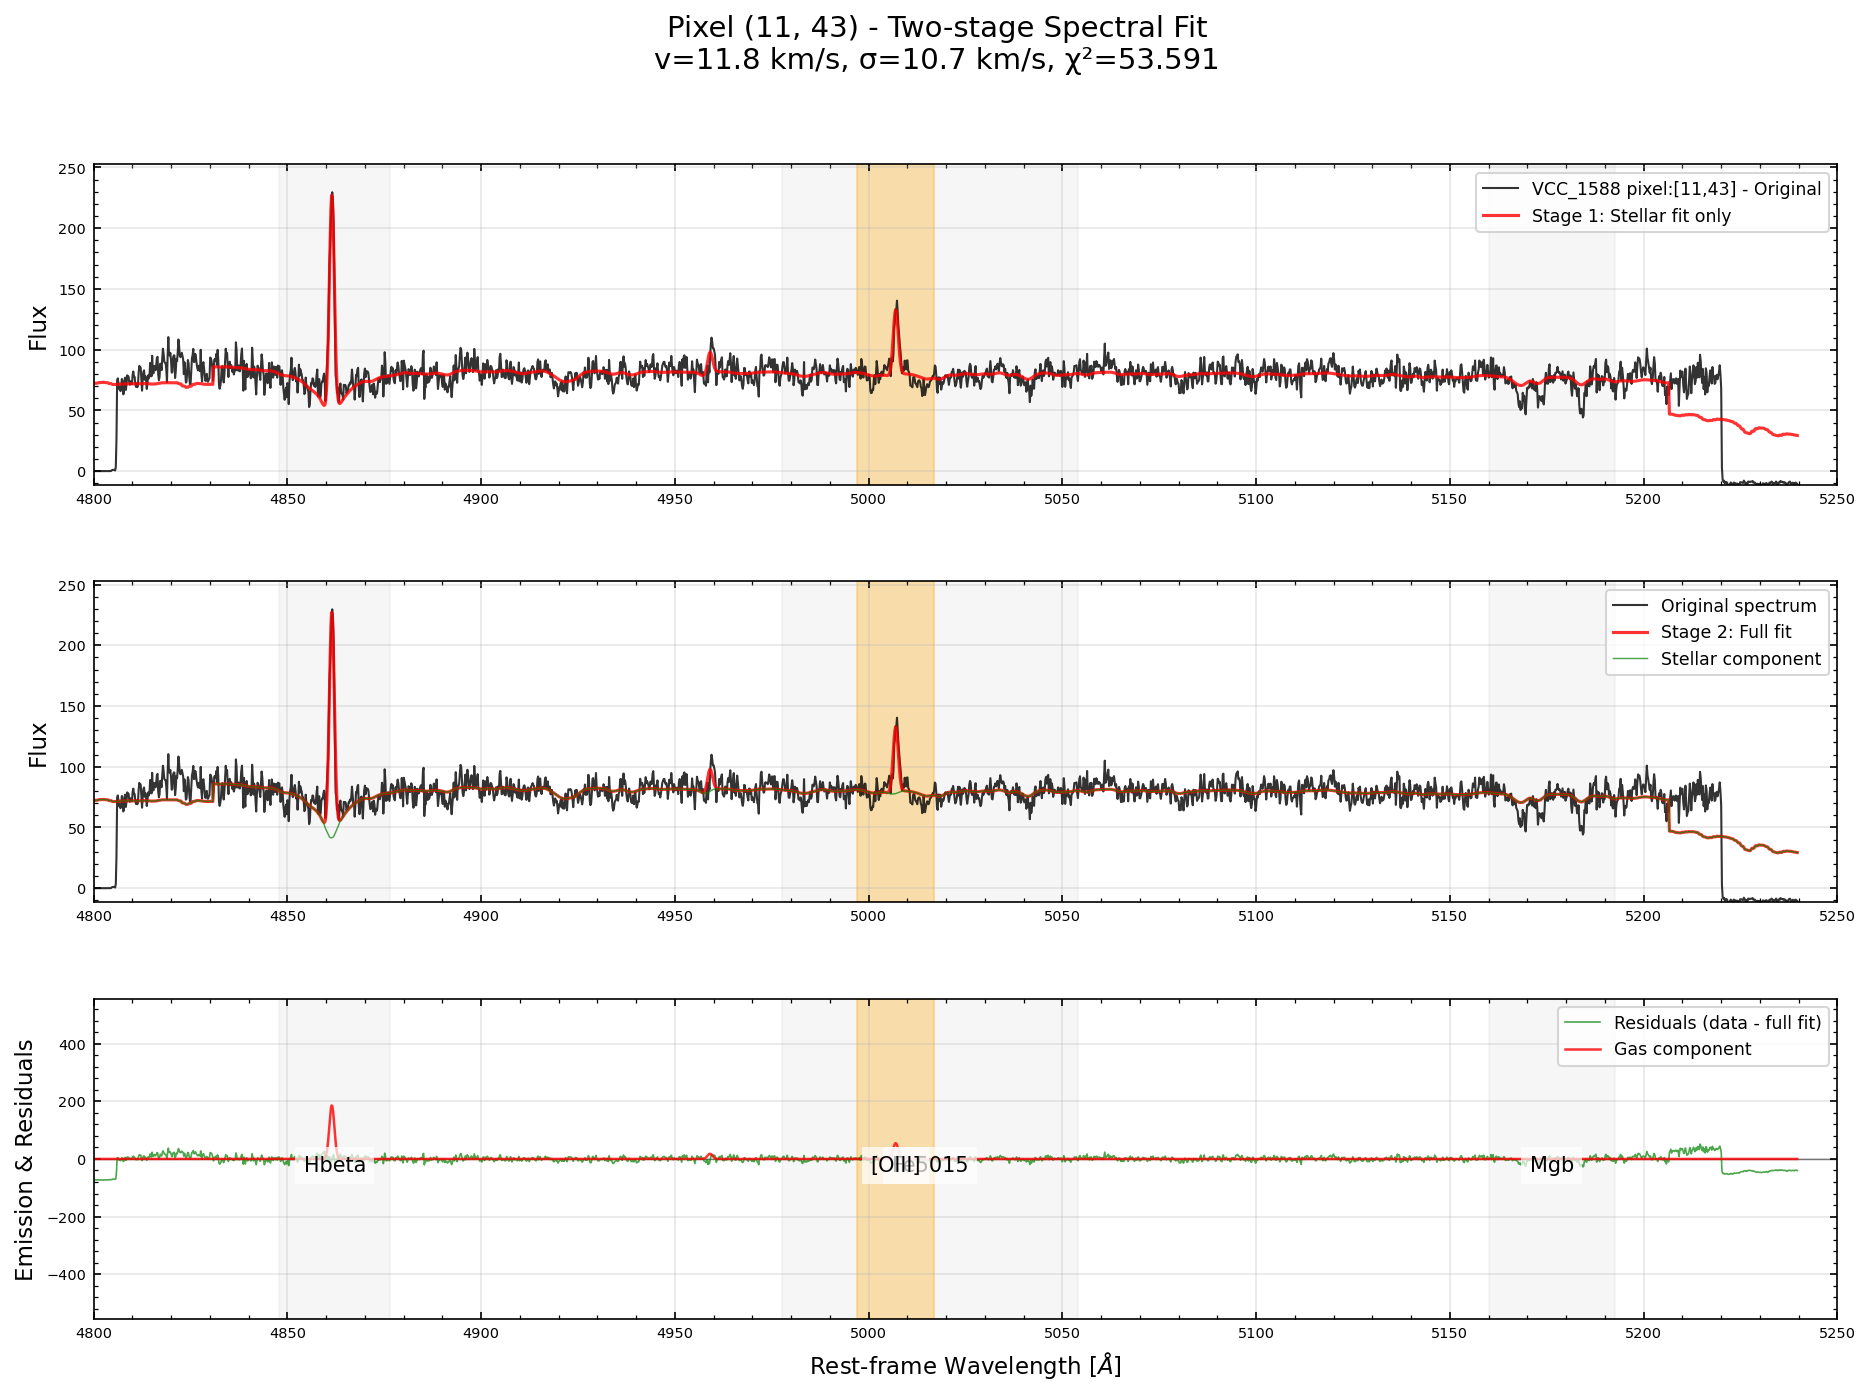 Pixel (11, 43) - Two-stage Spectral Fit
v=11.8 km/s, σ=10.7 km/s, χ²=53.591
250
200
150
100
50
0
Flux
VCC_1588 pixel:[11,43] - Original
Stage 1: Stellar fit only
4800 4850 4900 4950 5000 5050 5100 5150 5200 5250
250
200
150
100
50
0
Flux
Original spectrum
Stage 2: Full fit
Stellar component
4800 4850 4900 4950 5000 5050 5100 5150 5200 5250
400
200
0
−200
−400
Emission & Residuals
Residuals (data - full fit)
Gas component
Hbeta
5015
Mgb
4800 4850 4900 4950 5000 5050 5100 5150 5200 5250
Rest-frame Wavelength [Å]